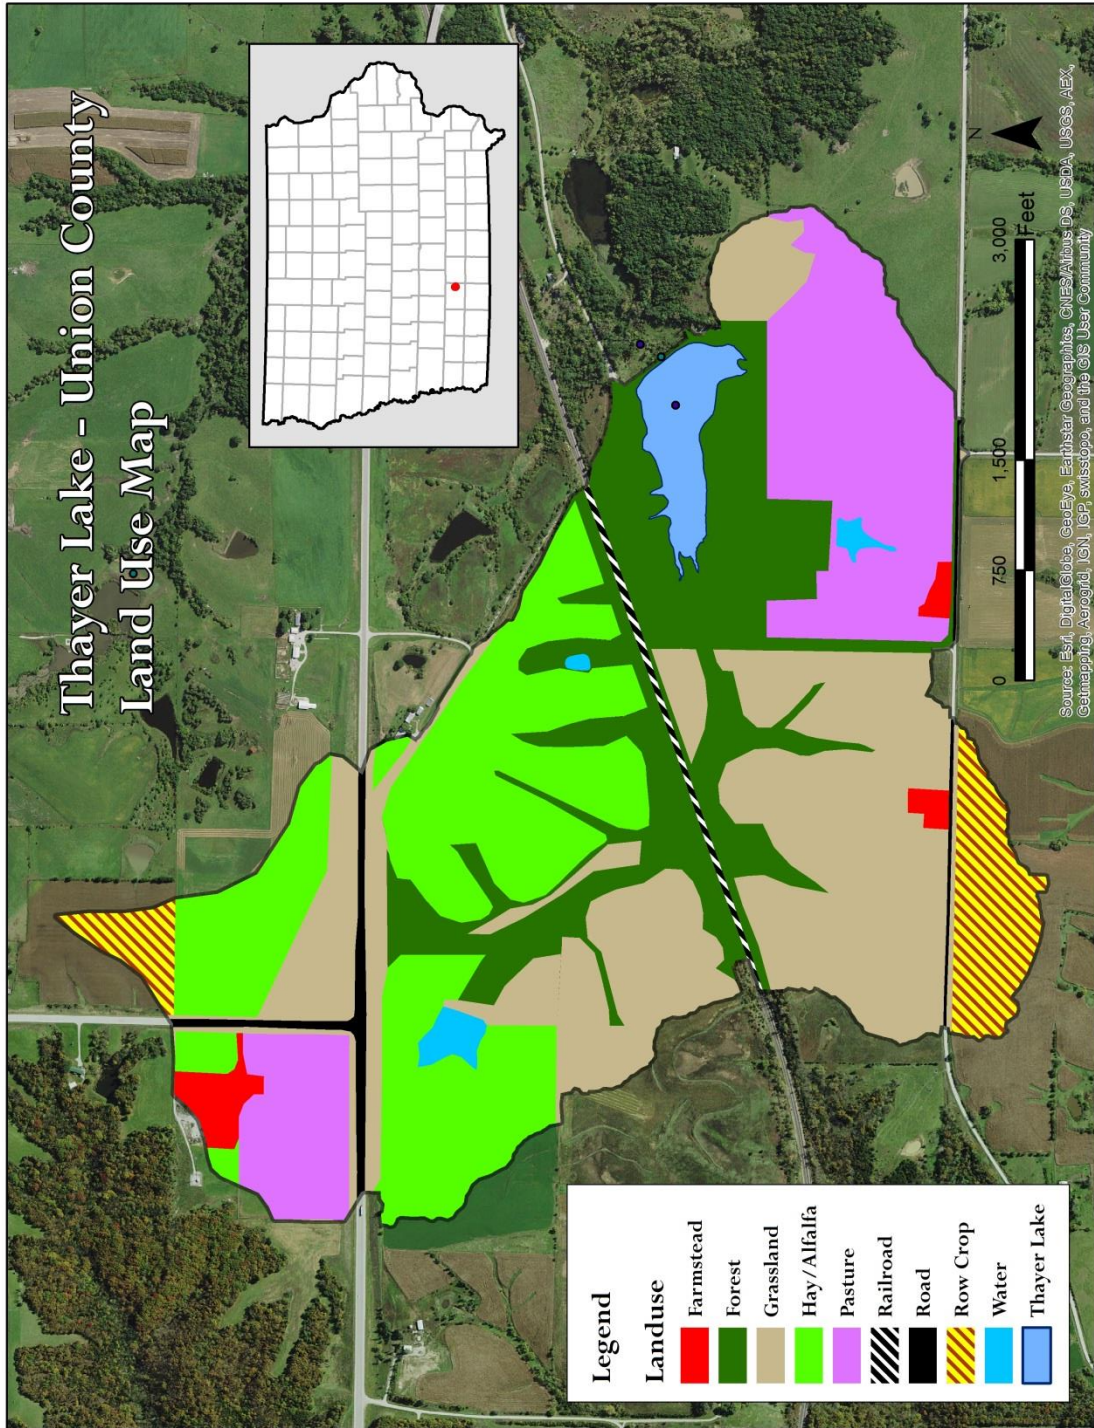 Thayer Lake - Union County
Land Use Map
N
0 750 1,500 3,000
Feet
Source: Esri, DigitalGlobe, GeoEye, Earthstar Geographics, CNES/Airbus DS, USDA, USGS, AEX,
Getmapping, Aerogrid, IGN, IGP, swisstopo, and the GIS User Community
Legend
Landuse
Farmstead
Forest
Grassland
Hay/Alfalfa
Pasture
Railroad
Road
Row Crop
Water
Thayer Lake